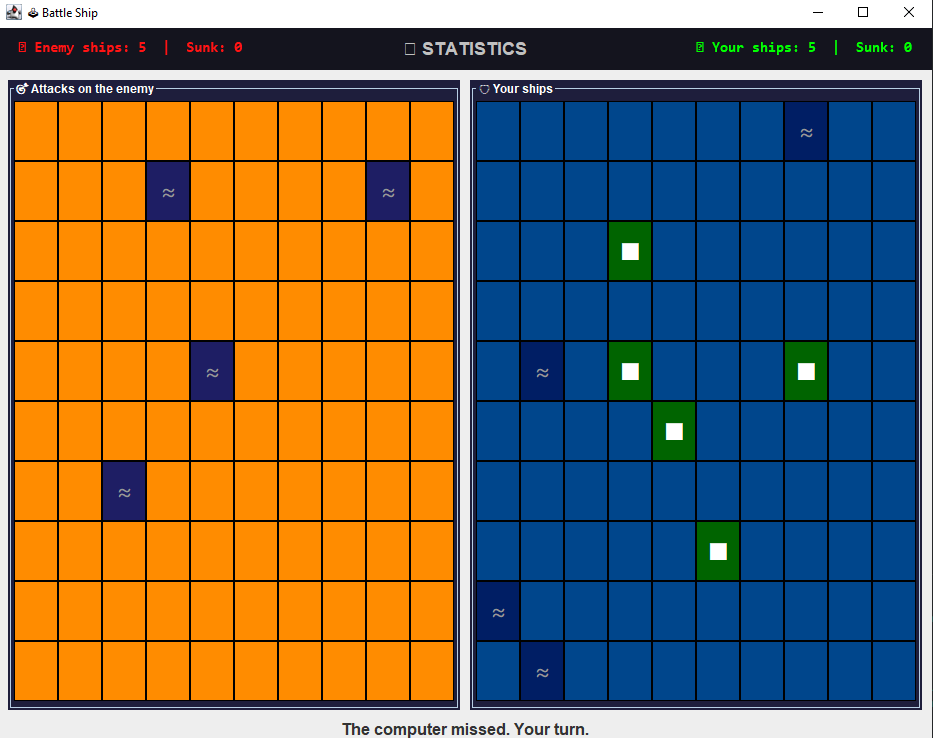 Battle Ship
Enemy ships: 5 | Sunk: 0
STATISTICS
Your ships: 5 | Sunk: 0
Attacks on the enemy
Your ships
≈
≈ ≈
≈
≈
≈
≈
≈
The computer missed. Your turn.